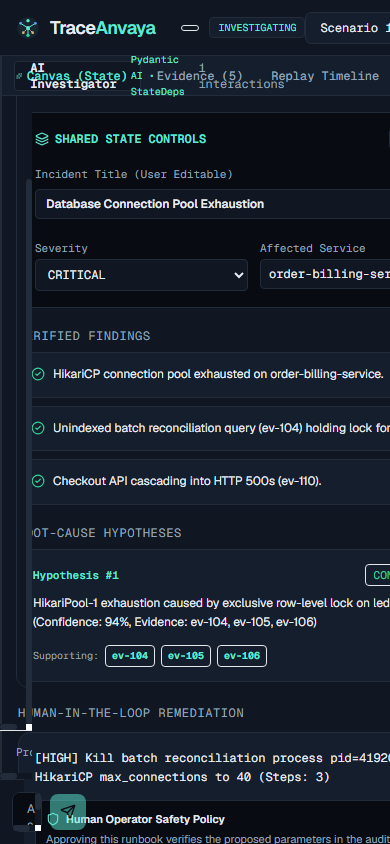 TraceAnvaya
INVESTIGATING
Scenario
AI Investigator
Canvas (State)
Pydantic AI · StateDeps
Evidence (5)
1 interactions
Replay Timeline
SHARED STATE CONTROLS
Incident Title (User Editable)
Database Connection Pool Exhaustion
Severity
Affected Service
CRITICAL
order-billing-ser
RIFIED FINDINGS
HikariCP connection pool exhausted on order-billing-service.
Unindexed batch reconciliation query (ev-104) holding lock for
Checkout API cascading into HTTP 500s (ev-110).
OOT-CAUSE HYPOTHESES
Hypothesis #1
CON
HikariPool-1 exhaustion caused by exclusive row-level lock on led
(Confidence: 94%, Evidence: ev-104, ev-105, ev-106)
Supporting:
ev-104
ev-105
ev-106
HUMAN-IN-THE-LOOP REMEDIATION
[HIGH] Kill batch reconciliation process pid=4192
HikariCP max_connections to 40 (Steps: 3)
Human Operator Safety Policy
Approving this runbook verifies the proposed parameters in the audit